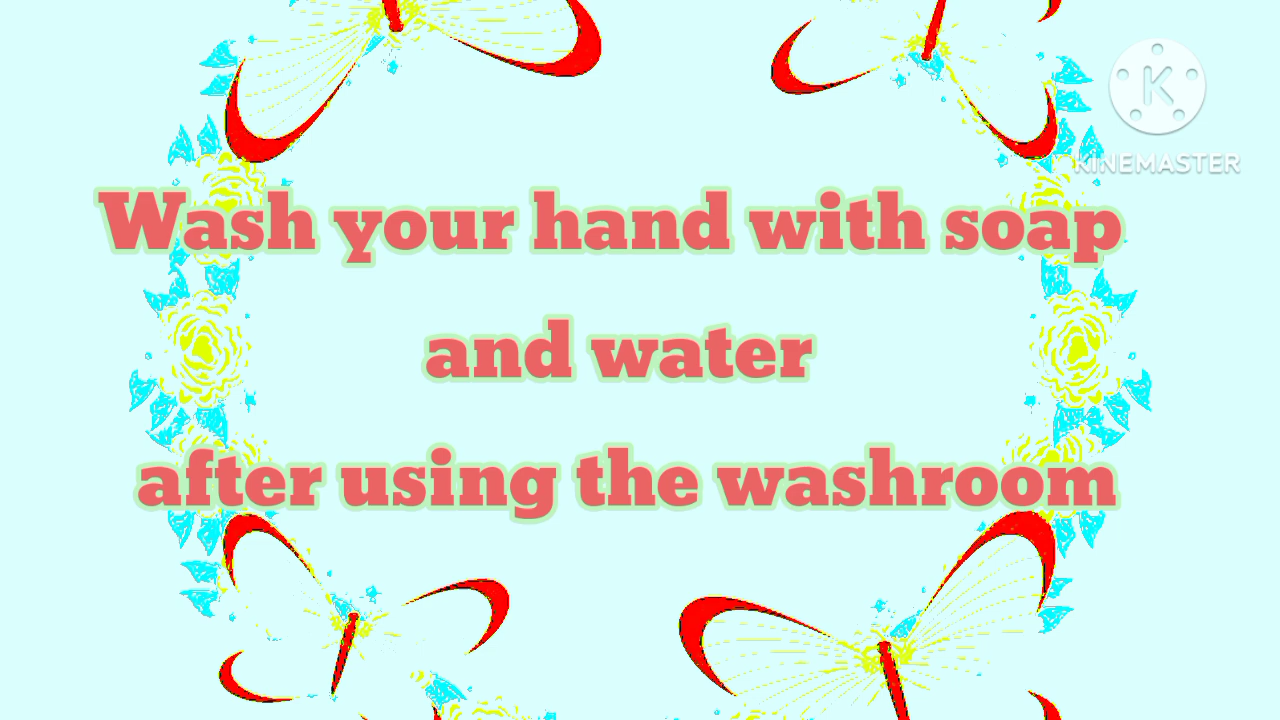 K
KINEMASTER
Wash your hand with soap
and water
after using the washroom